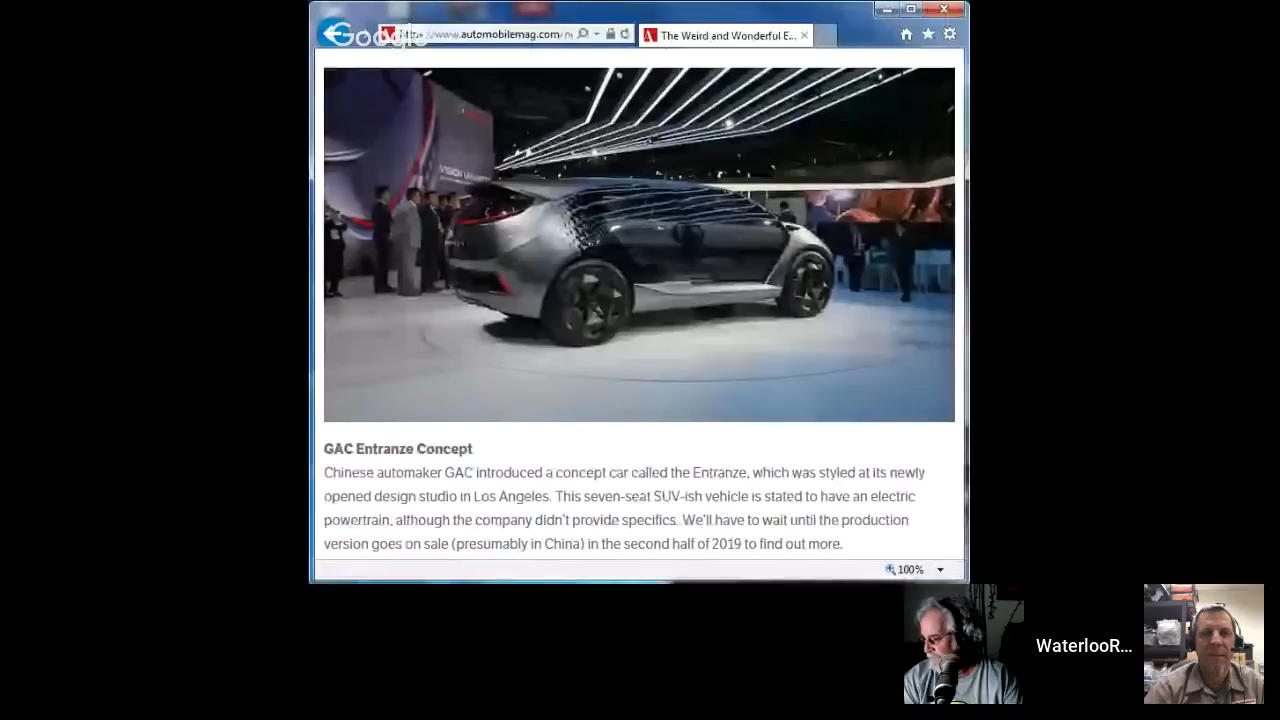 Google
www.automobilemag.com
The Weird and Wonderful E...
GAC Entranze Concept
Chinese automaker GAC introduced a concept car called the Entranze, which was styled at its newly
opened design studio in Los Angeles. This seven-seat SUV-ish vehicle is stated to have an electric
powertrain, although the company didn't provide specifics. We'll have to wait until the production
version goes on sale (presumably in China) in the second half of 2019 to find out more.
100%
WaterlooR...